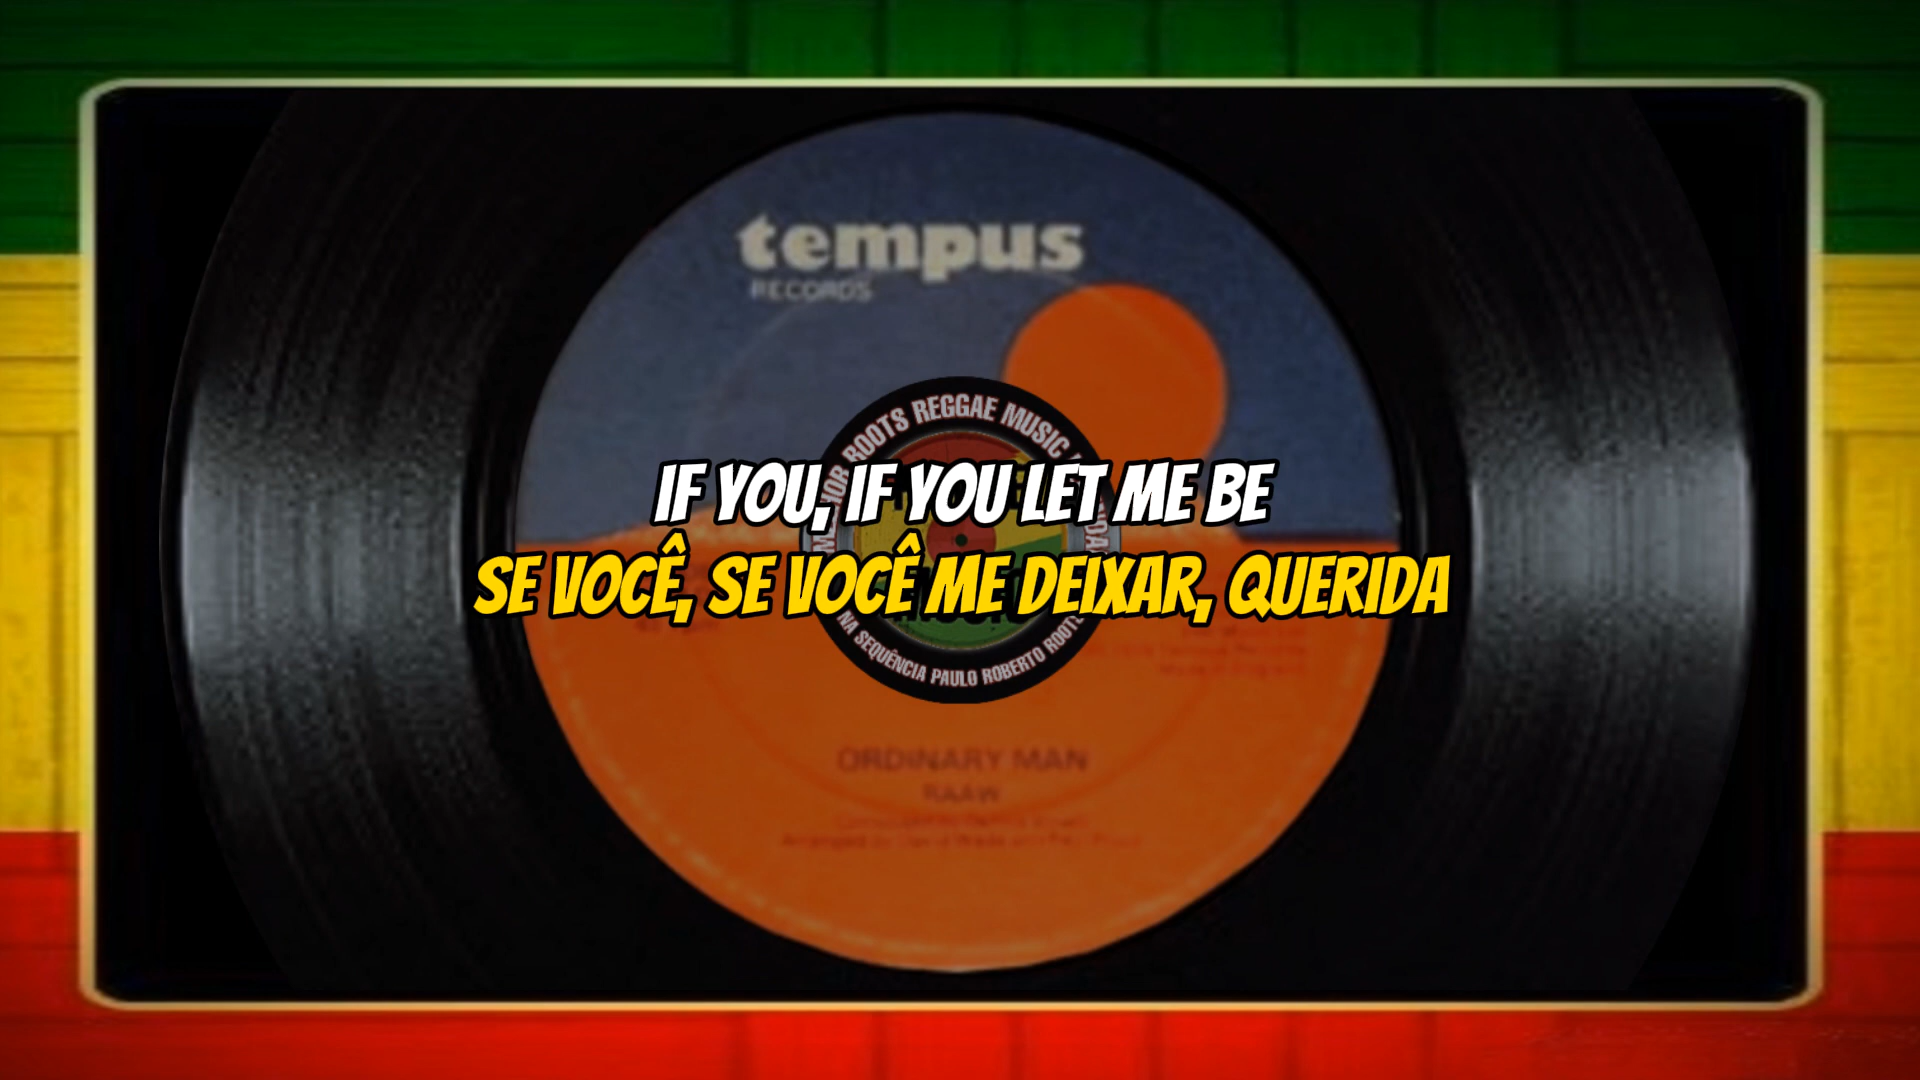 tempus
RECORDS
ROOTS REGGAE MUSIC
IF YOU, IF YOU LET ME BE
SE VOCÊ, SE VOCÊ ME DEIXAR, QUERIDA
NA SEQUÊNCIA PAULO ROBERTO ROOTS
ORDINARY MAN
RAAW